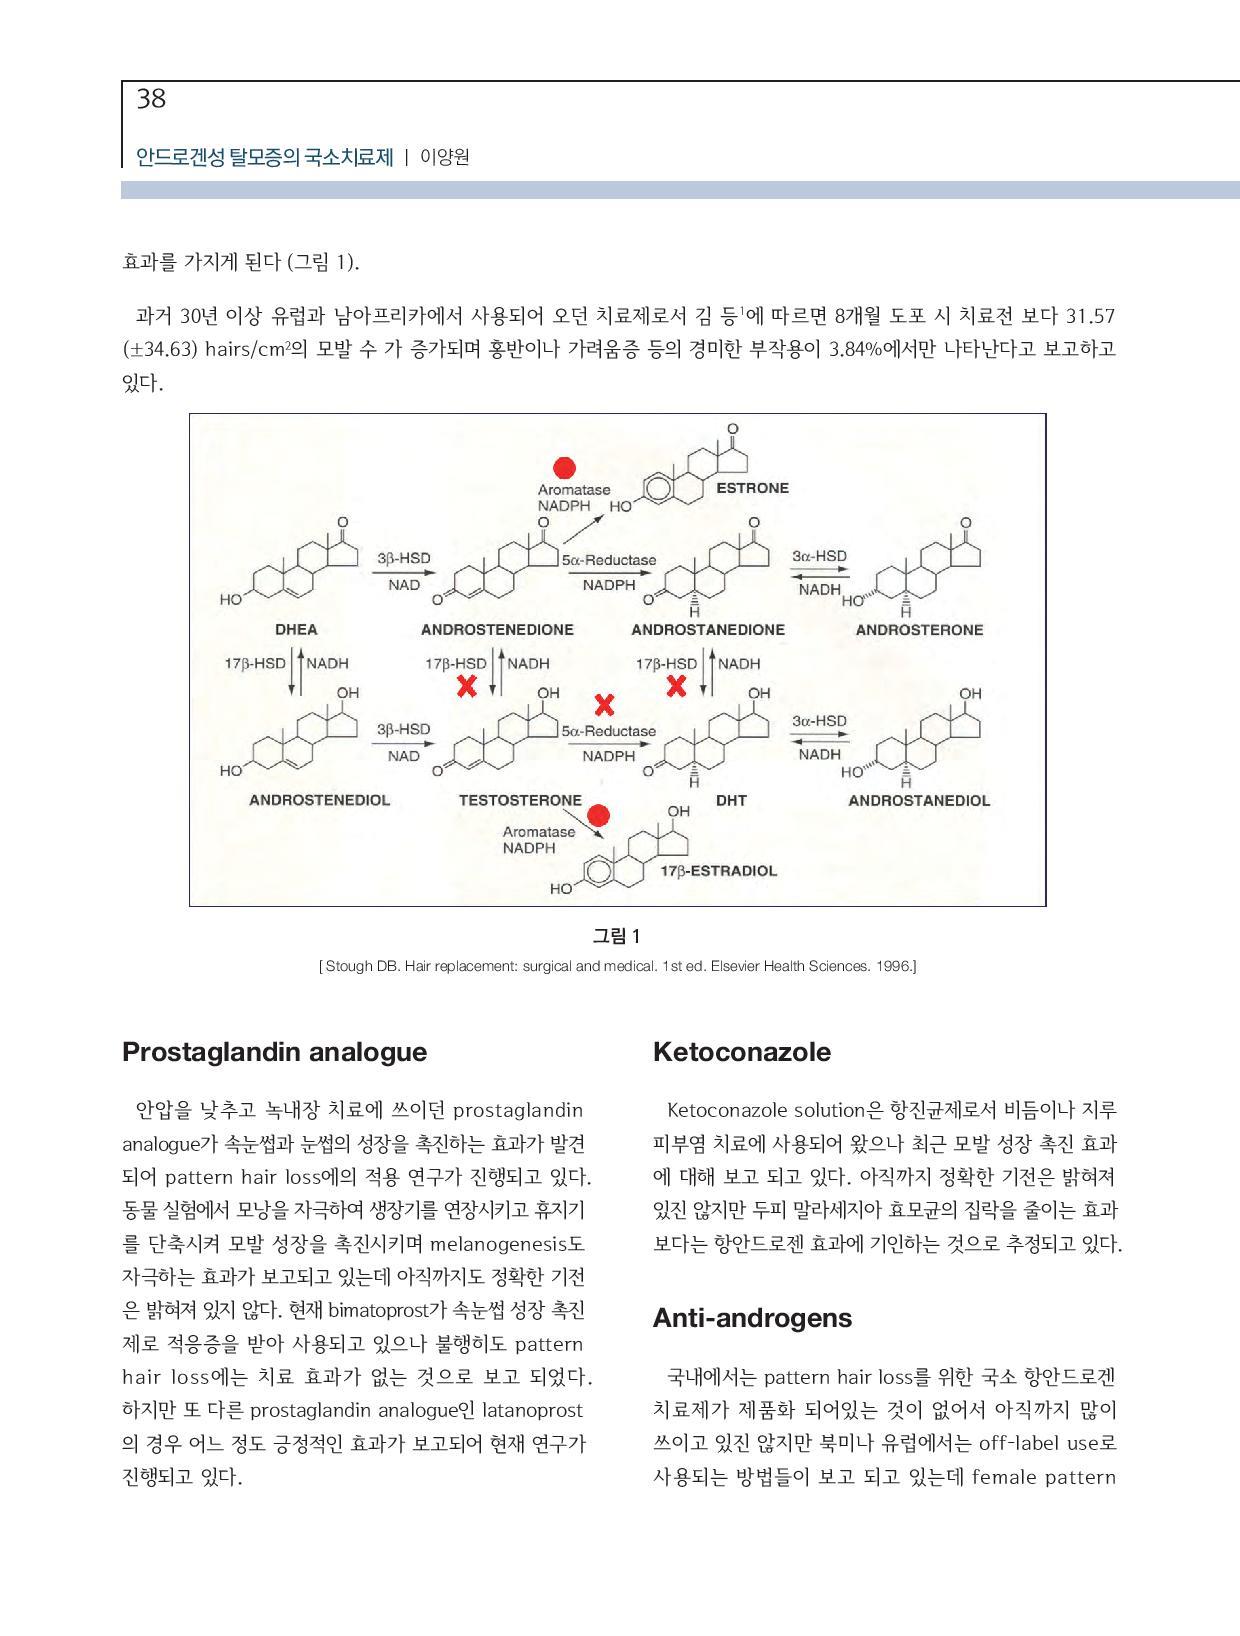 38
안드로겐성 탈모증의 국소치료제 | 이양원
효과를 가지게 된다 (그림 1).
과거 30년 이상 유럽과 남아프리카에서 사용되어 오던 치료제로서 김 등¹에 따르면 8개월 도포 시 치료전 보다 31.57
(±34.63) hairs/cm²의 모발 수 가 증가되며 홍반이나 가려움증 등의 경미한 부작용이 3.84%에서만 나타난다고 보고하고
있다.
O
Aromatase
NADPH
HO
ESTRONE
O
O
O
O
3β-HSD
NAD
5α-Reductase
NADPH
3α-HSD
NADH
HO
O
O
H
HO
H
DHEA
ANDROSTENEDIONE
ANDROSTANEDIONE
ANDROSTERONE
17β-HSD
NADH
17β-HSD
NADH
17β-HSD
NADH
OH
OH
OH
OH
3β-HSD
NAD
5α-Reductase
NADPH
3α-HSD
NADH
HO
O
O
H
HO
H
ANDROSTENEDIOL
TESTOSTERONE
DHT
ANDROSTANEDIOL
OH
Aromatase
NADPH
HO
17β-ESTRADIOL
그림 1
[ Stough DB. Hair replacement: surgical and medical. 1st ed. Elsevier Health Sciences. 1996.]
Prostaglandin analogue
안압을 낮추고 녹내장 치료에 쓰이던 prostaglandin
analogue가 속눈썹과 눈썹의 성장을 촉진하는 효과가 발견
되어 pattern hair loss에의 적용 연구가 진행되고 있다.
동물 실험에서 모낭을 자극하여 생장기를 연장시키고 휴지기
를 단축시켜 모발 성장을 촉진시키며 melanogenesis도
자극하는 효과가 보고되고 있는데 아직까지도 정확한 기전
은 밝혀져 있지 않다. 현재 bimatoprost가 속눈썹 성장 촉진
제로 적응증을 받아 사용되고 있으나 불행히도 pattern
hair loss에는 치료 효과가 없는 것으로 보고 되었다.
하지만 또 다른 prostaglandin analogue인 latanoprost
의 경우 어느 정도 긍정적인 효과가 보고되어 현재 연구가
진행되고 있다.
Ketoconazole
Ketoconazole solution은 항진균제로서 비듬이나 지루
피부염 치료에 사용되어 왔으나 최근 모발 성장 촉진 효과
에 대해 보고 되고 있다. 아직까지 정확한 기전은 밝혀져
있진 않지만 두피 말라세지아 효모균의 집락을 줄이는 효과
보다는 항안드로젠 효과에 기인하는 것으로 추정되고 있다.
Anti-androgens
국내에서는 pattern hair loss를 위한 국소 항안드로겐
치료제가 제품화 되어있는 것이 없어서 아직까지 많이
쓰이고 있진 않지만 북미나 유럽에서는 off-label use로
사용되는 방법들이 보고 되고 있는데 female pattern